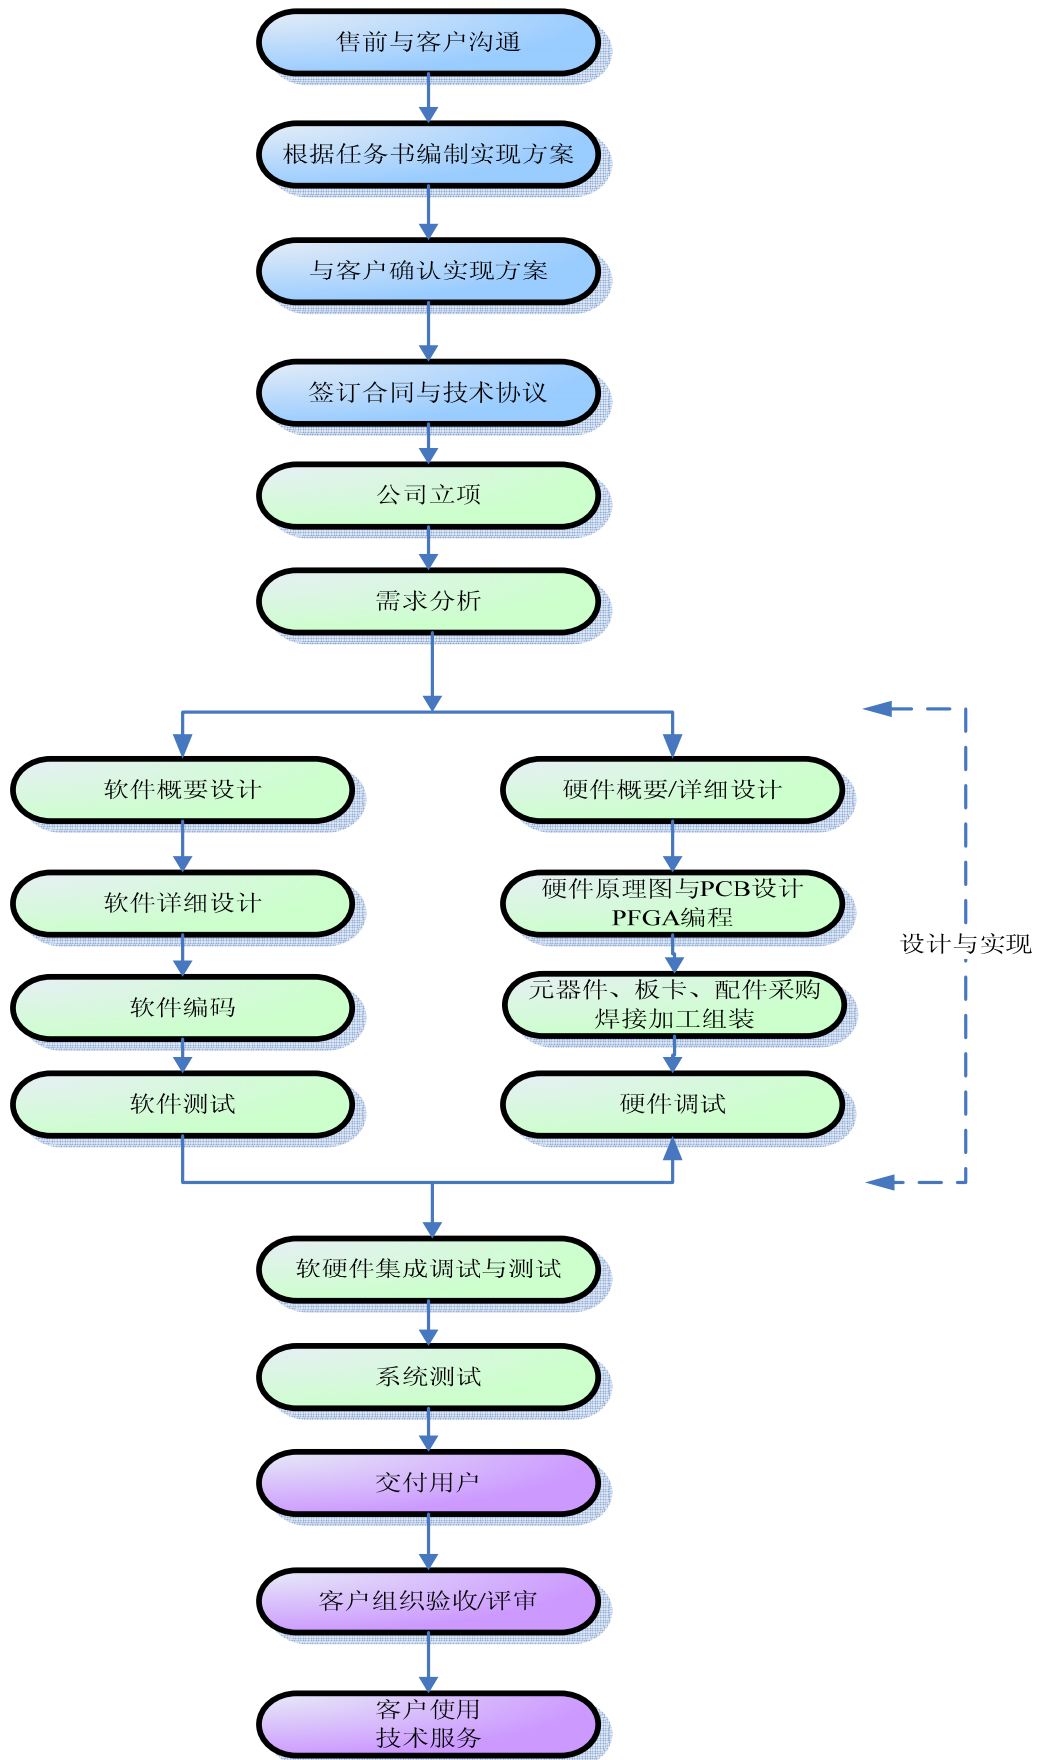 售前与客户沟通
根据任务书编制实现方案
与客户确认实现方案
签订合同与技术协议
公司立项
需求分析
软件概要设计
硬件概要/详细设计
软件详细设计
硬件原理图与PCB设计
PFGA编程
设计与实现
软件编码
元器件、板卡、配件采购
焊接加工组装
软件测试
硬件调试
软硬件集成调试与测试
系统测试
交付用户
客户组织验收/评审
客户使用
技术服务